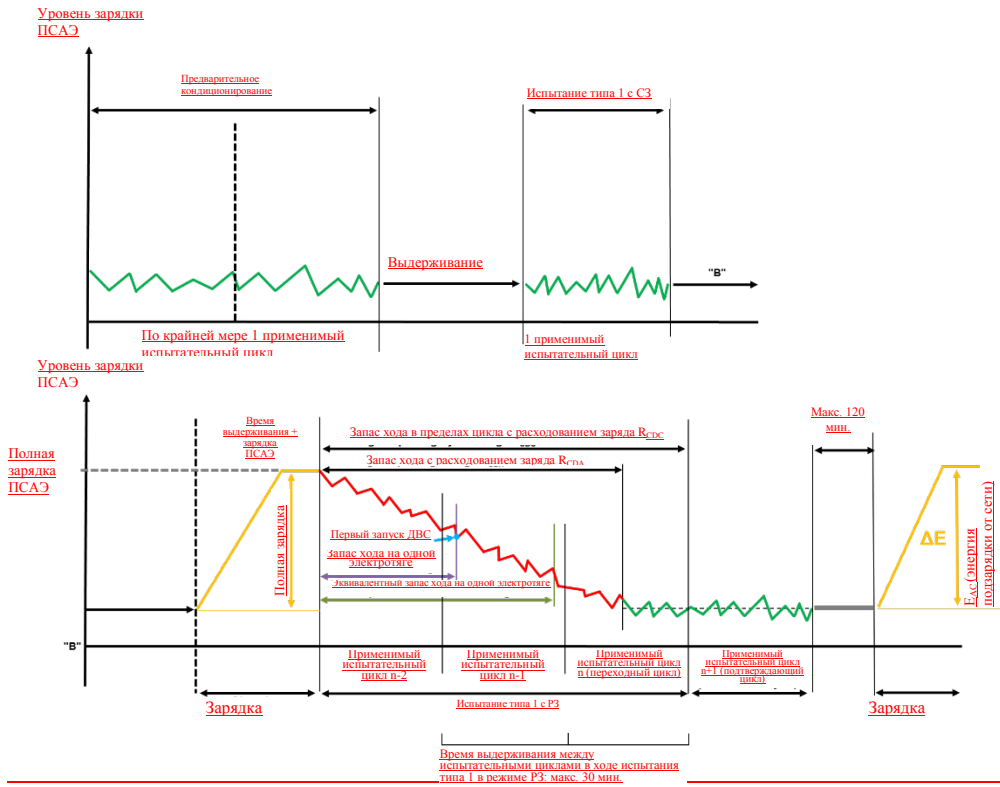 Уровень зарядки
ПСАЭ
Предварительное
кондиционирование
Испытание типа 1 с СЗ
Выдерживание
"B"
По крайней мере 1 применимый
испытательный цикл
1 применимый
испытательный цикл
Уровень зарядки
ПСАЭ
Время
выдерживания +
зарядка
ПСАЭ
Макс. 120
мин.
Запас хода в пределах цикла с расходованием заряда RCDC
Полная
зарядка
ПСАЭ
Запас хода с расходованием заряда RCDA
Полная зарядка
Первый запуск ДВС
Запас хода на одной
электротяге
Эквивалентный запас хода на одной электротяге
ΔE
EAC (энергия
подзарядки от сети)
"B"
Применимый
испытательный
цикл n-2
Применимый
испытательный
цикл n-1
Применимый
испытательный цикл
n (переходный цикл)
Применимый
испытательный цикл
n+1 (подтверждающий
цикл)
Зарядка
Испытание типа 1 с РЗ
Зарядка
Время выдерживания между
испытательными циклами в ходе испытания
типа 1 в режиме РЗ: макс. 30 мин.